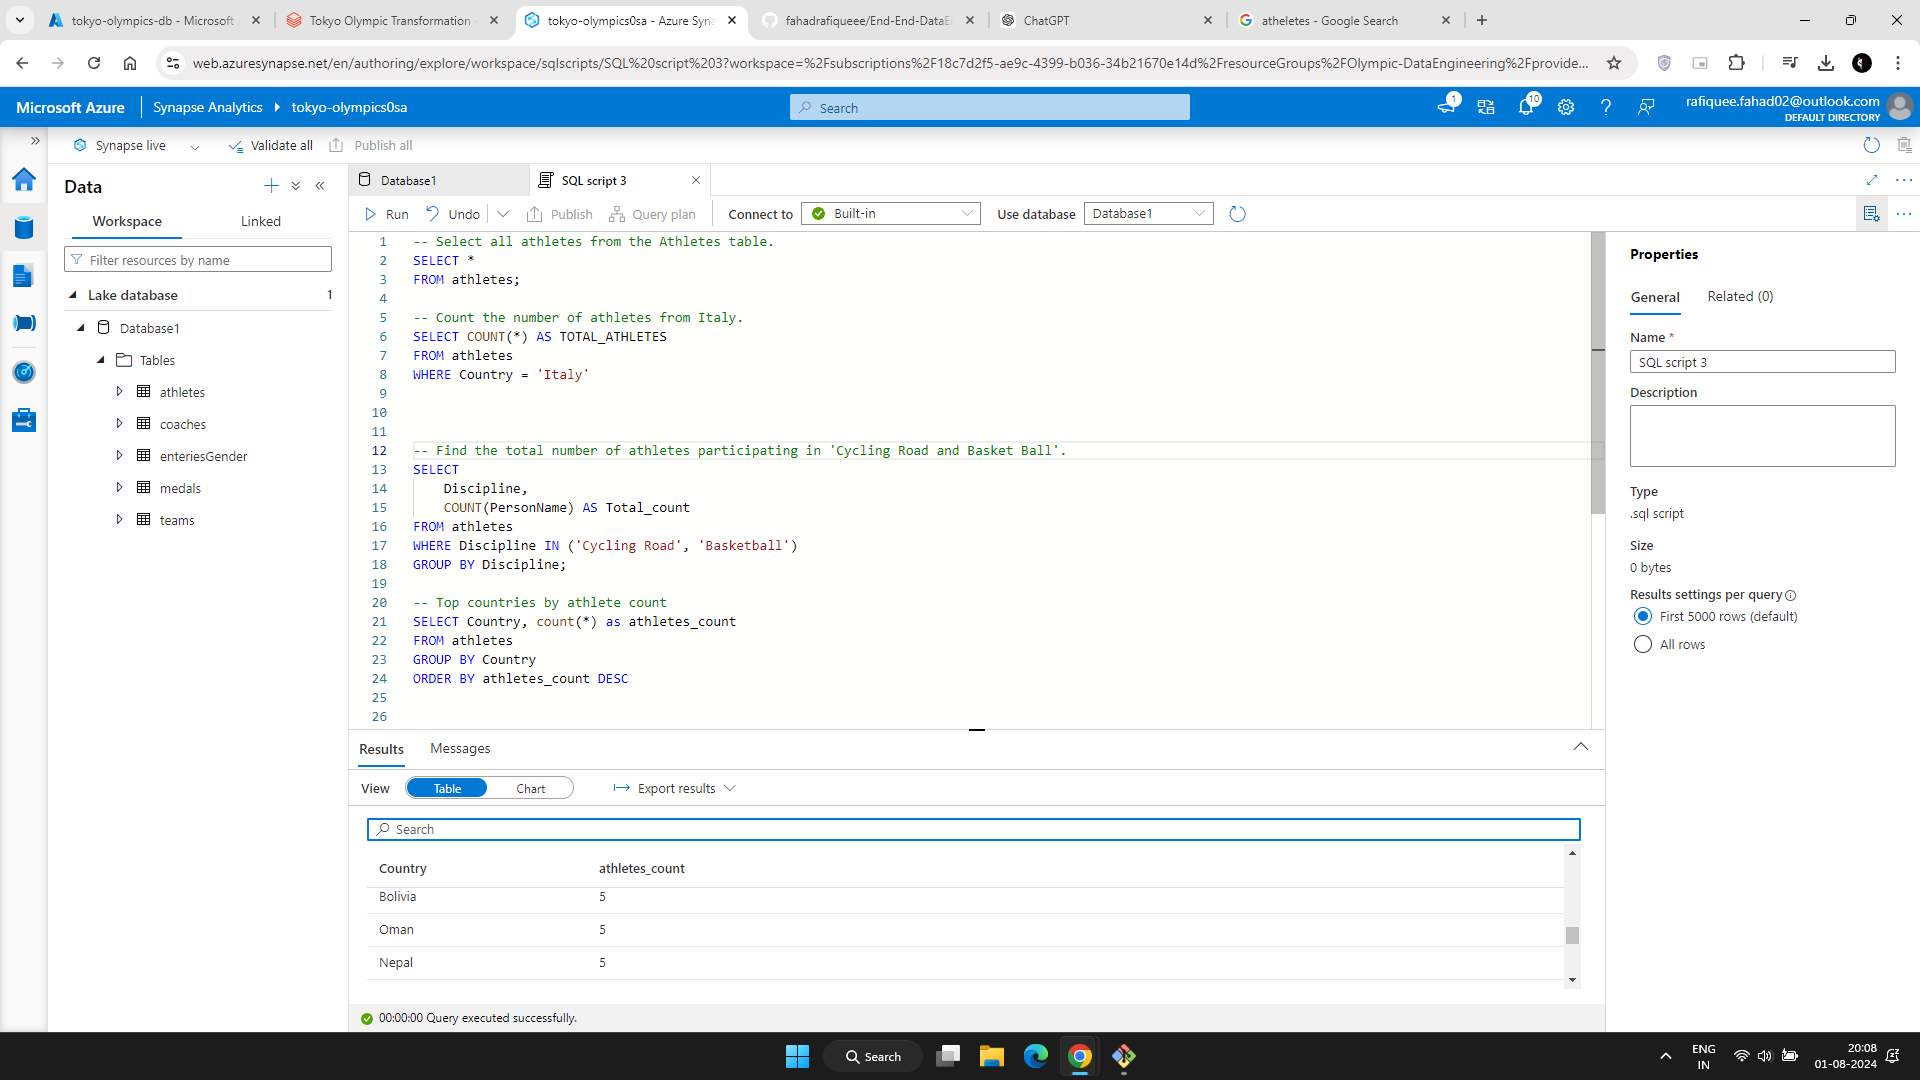 tokyo-olympics-db - Microsoft
Tokyo Olympic Transformation -
tokyo-olympics0sa - Azure Syna
fahadrafiqueee/End-End-DataE
ChatGPT
atheletes - Google Search
web.azuresynapse.net/en/authoring/explore/workspace/sqlscripts/SQL%20script%203?workspace=%2Fsubscriptions%2F18c7d2f5-ae9c-4399-b036-34b21670e14d%2FresourceGroups%2FOlympic-DataEngineering%2Fprovide...
Microsoft Azure
Synapse Analytics
tokyo-olympics0sa
Search
1
10
rafiquee.fahad02@outlook.com
DEFAULT DIRECTORY
Synapse live
Validate all
Publish all
Data
Workspace
Linked
Filter resources by name
Lake database 1
Database1
Tables
athletes
coaches
enteriesGender
medals
teams
Database1
SQL script 3
Run
Undo
Publish
Query plan
Connect to
Built-in
Use database
Database1
1 -- Select all athletes from the Athletes table.
2 SELECT *
3 FROM athletes;
4
5 -- Count the number of athletes from Italy.
6 SELECT COUNT(*) AS TOTAL_ATHLETES
7 FROM athletes
8 WHERE Country = 'Italy'
9
10
11
12 -- Find the total number of athletes participating in 'Cycling Road and Basket Ball'.
13 SELECT
14 Discipline,
15 COUNT(PersonName) AS Total_count
16 FROM athletes
17 WHERE Discipline IN ('Cycling Road', 'Basketball')
18 GROUP BY Discipline;
19
20 -- Top countries by athlete count
21 SELECT Country, count(*) as athletes_count
22 FROM athletes
23 GROUP BY Country
24 ORDER BY athletes_count DESC
25
26
Results
Messages
View
Table
Chart
Export results
Search
Country athletes_count
Bolivia 5
Oman 5
Nepal 5
00:00:00 Query executed successfully.
Properties
General
Related (0)
Name *
SQL script 3
Description
Type
.sql script
Size
0 bytes
Results settings per query
First 5000 rows (default)
All rows
Search
ENG
IN
20:08
01-08-2024